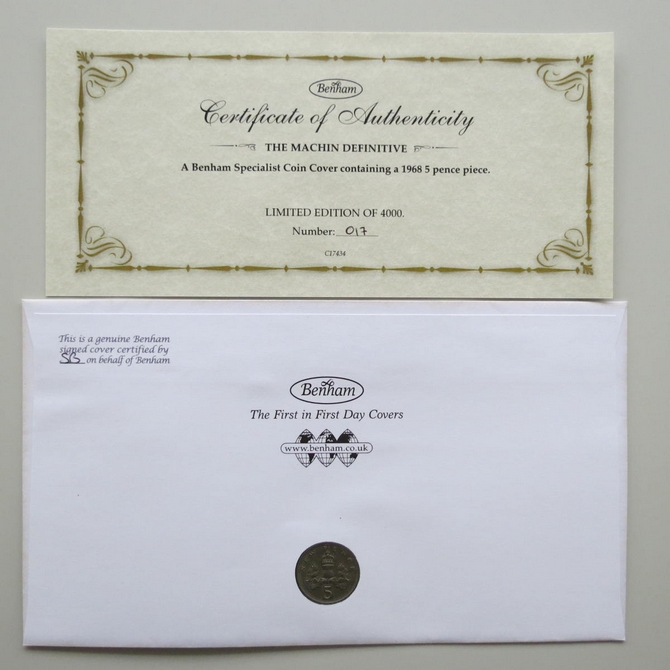 Benham
Certificate of Authenticity
THE MACHIN DEFINITIVE
A Benham Specialist Coin Cover containing a 1968 5 pence piece.
LIMITED EDITION OF 4000.
Number: 017
C17434
This is a genuine Benham
signed cover certified by
SB on behalf of Benham
Benham
The First in First Day Covers
www.benham.co.uk
5